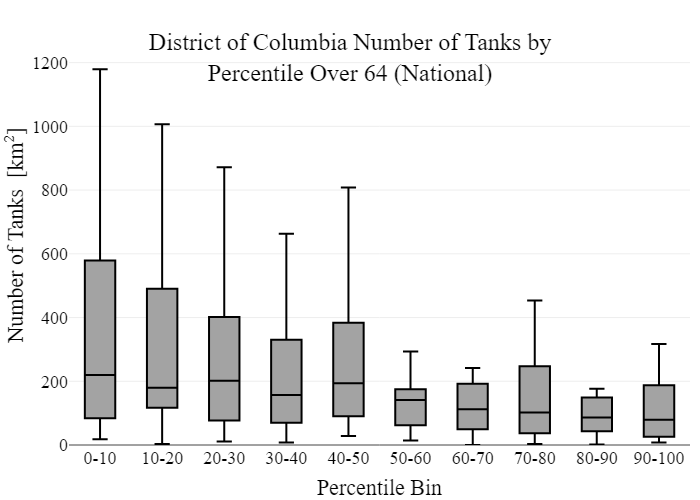 District of Columbia Number of Tanks by
Percentile Over 64 (National)
Number of Tanks [km²]
1200
1000
800
600
400
200
0
0-10 10-20 20-30 30-40 40-50 50-60 60-70 70-80 80-90 90-100
Percentile Bin